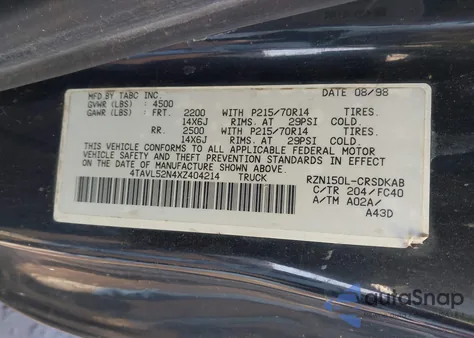 MFD.BY TABC INC. DATE 08/98
GVWR (LBS): 4500
GAWR (LBS): FRT. 2200 WITH P215/70R14 TIRES.
14X6J RIMS. AT 29PSI COLD.
RR. 2500 WITH P215/70R14 TIRES.
14X6J RIMS. AT 29PSI COLD.
THIS VEHICLE CONFORMS TO ALL APPLICABLE FEDERAL MOTOR
VEHICLE SAFETY STANDARDS IN EFFECT ON THE
DATE OF MANUFACTURE SHOWN ABOVE.
4TAVL52N4XZ404214 TRUCK RZN150L-CRSDKAB
C/TR 204/FC40
A/TM A02A/
A43D
autoSnap